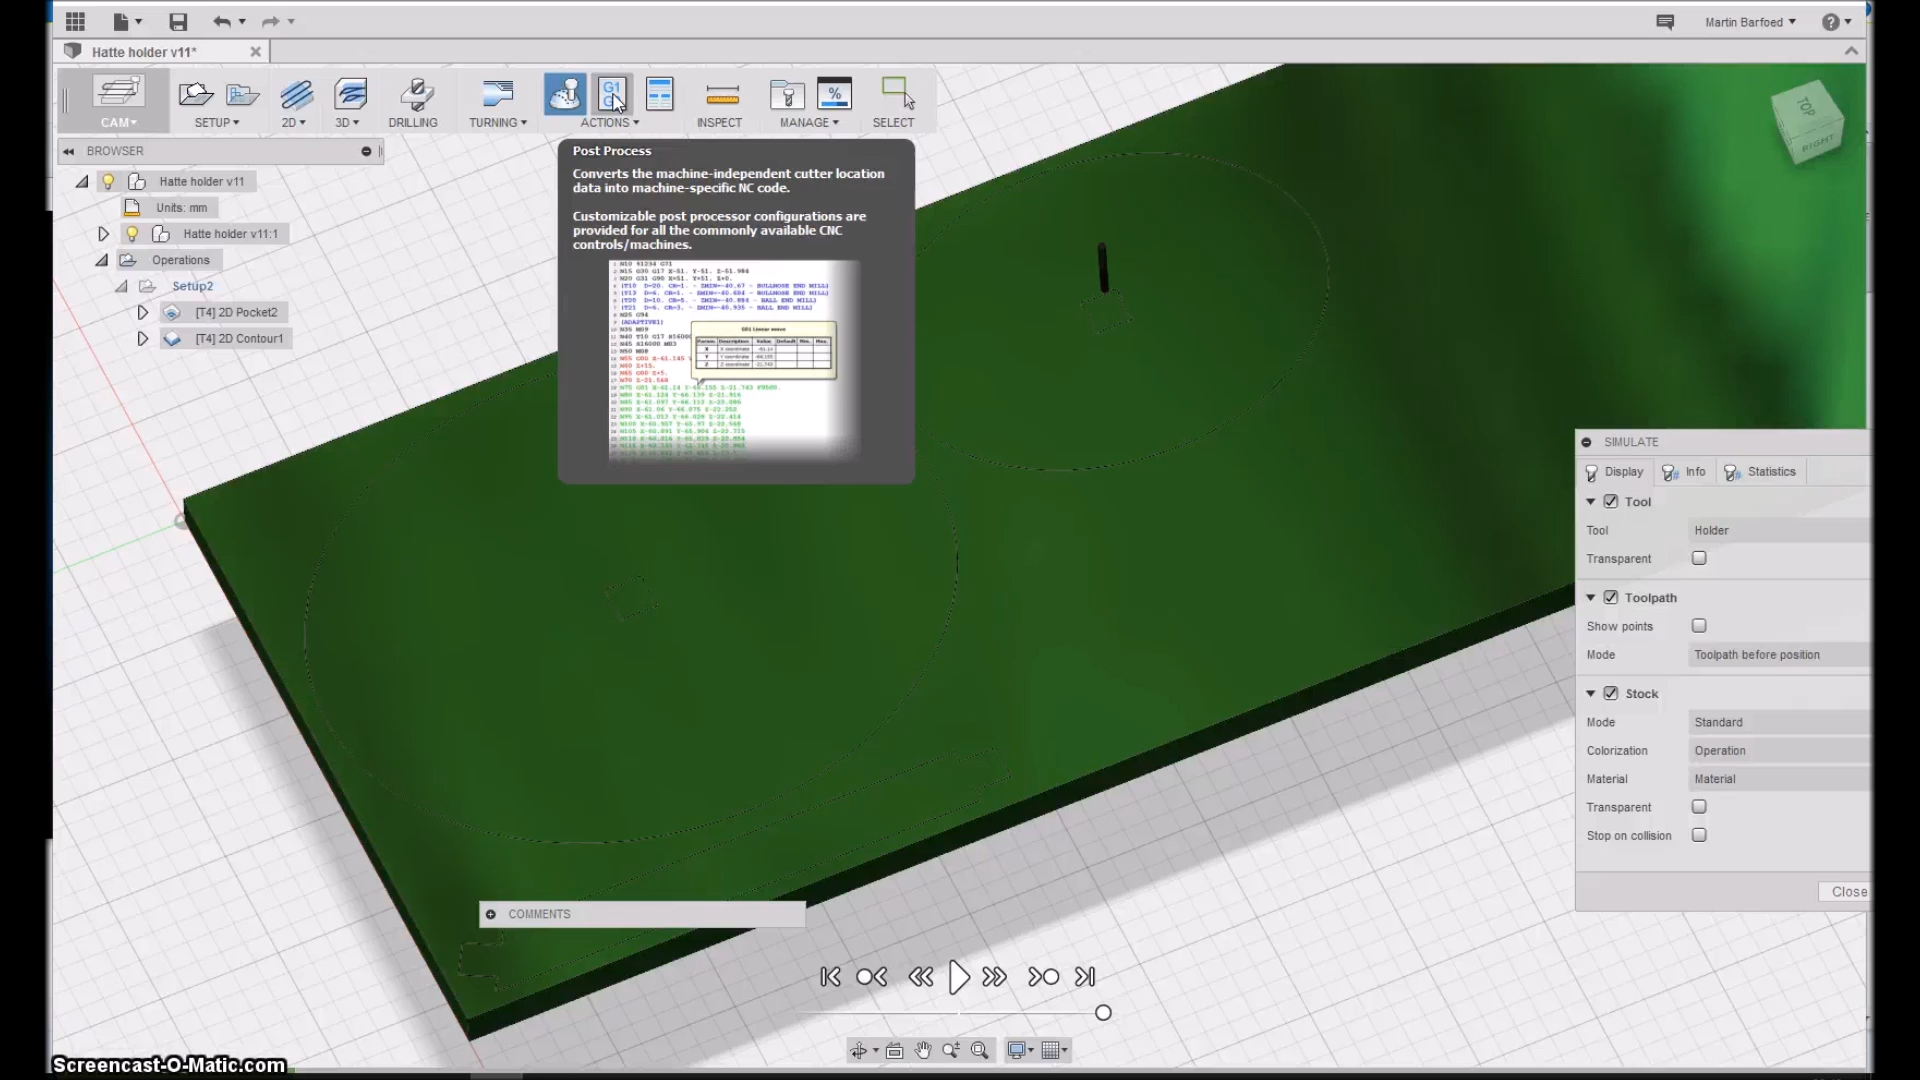 Martin Barfoed
Hatte holder v11*
G1
%
CAM
SETUP
2D
3D
DRILLING
TURNING
ACTIONS
INSPECT
MANAGE
SELECT
BROWSER
Hatte holder v11
Units: mm
Hatte holder v11:1
Operations
Setup2
[T4] 2D Pocket2
[T4] 2D Contour1
Post Process
Converts the machine-independent cutter location
data into machine-specific NC code.
Customizable post processor configurations are
provided for all the commonly available CNC
controls/machines.
G01 Linear move
TOP
RIGHT
SIMULATE
Display
Info
Statistics
Tool
Tool
Holder
Transparent
Toolpath
Show points
Mode
Toolpath before position
Stock
Mode
Standard
Colorization
Operation
Material
Material
Transparent
Stop on collision
Close
COMMENTS
Screencast-O-Matic.com